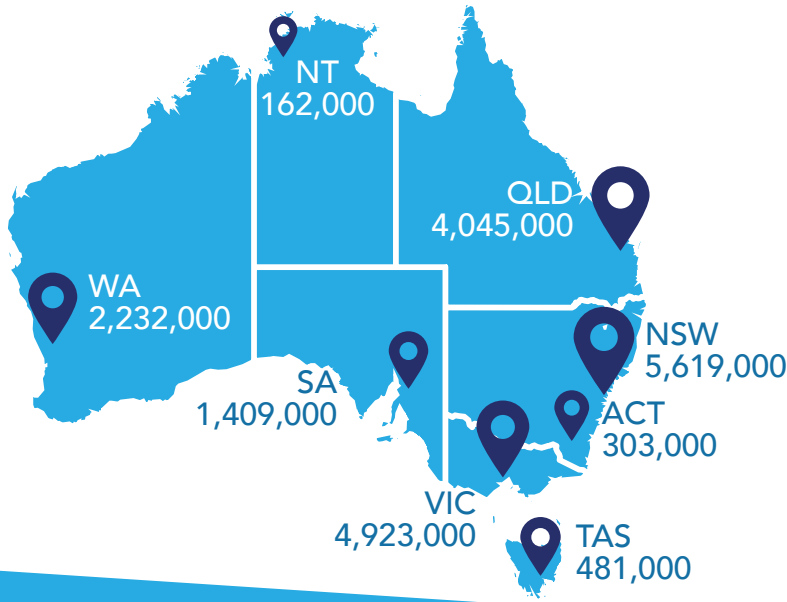 NT
162,000
QLD
4,045,000
WA
2,232,000
NSW
5,619,000
SA
1,409,000
ACT
303,000
VIC
4,923,000
TAS
481,000